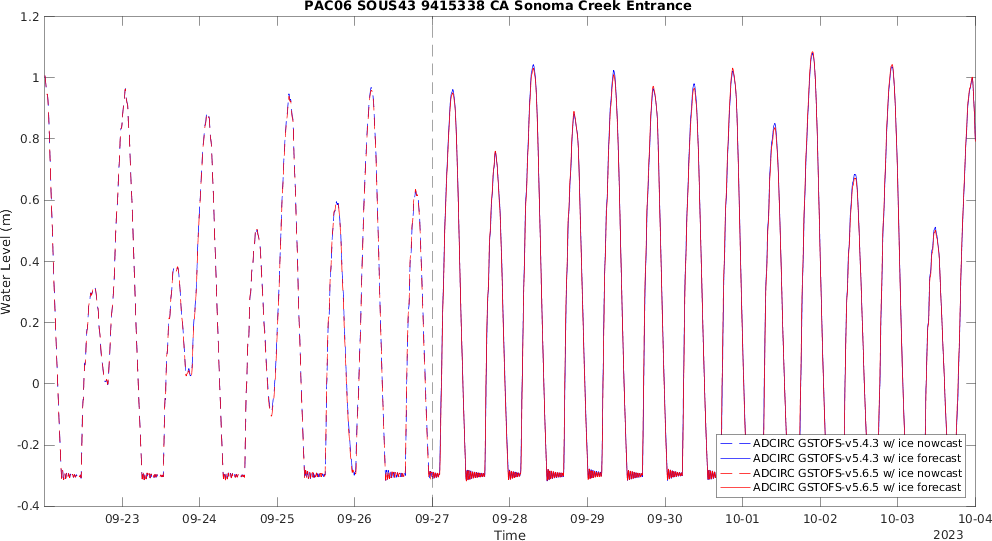 PAC06 SOUS43 9415338 CA Sonoma Creek Entrance
Water Level (m)
1.2
1
0.8
0.6
0.4
0.2
0
-0.2
-0.4
ADCIRC GSTOFS-v5.4.3 w/ ice nowcast
ADCIRC GSTOFS-v5.4.3 w/ ice forecast
ADCIRC GSTOFS-v5.6.5 w/ ice nowcast
ADCIRC GSTOFS-v5.6.5 w/ ice forecast
09-23 09-24 09-25 09-26 09-27 09-28 09-29 09-30 10-01 10-02 10-03 10-04
Time
2023